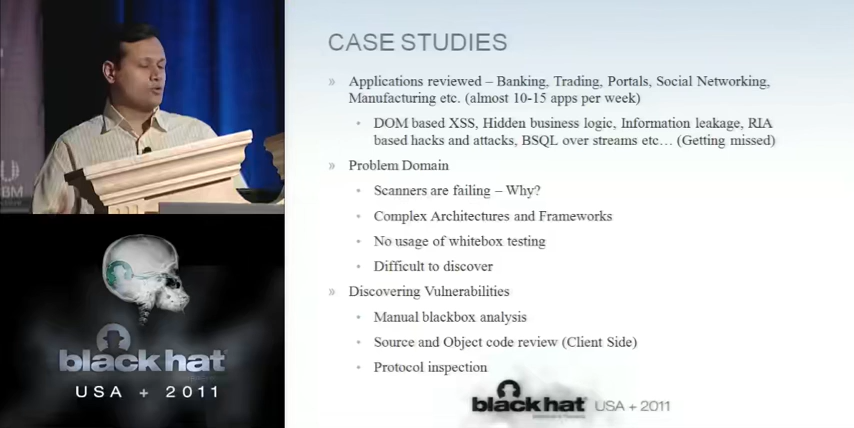 CASE STUDIES
» Applications reviewed – Banking, Trading, Portals, Social Networking,
Manufacturing etc. (almost 10-15 apps per week)
• DOM based XSS, Hidden business logic, Information leakage, RIA
based hacks and attacks, BSQL over streams etc… (Getting missed)
» Problem Domain
• Scanners are failing – Why?
• Complex Architectures and Frameworks
• No usage of whitebox testing
• Difficult to discover
» Discovering Vulnerabilities
• Manual blackbox analysis
• Source and Object code review (Client Side)
• Protocol inspection
black hat USA + 2011
black hat
USA + 2011